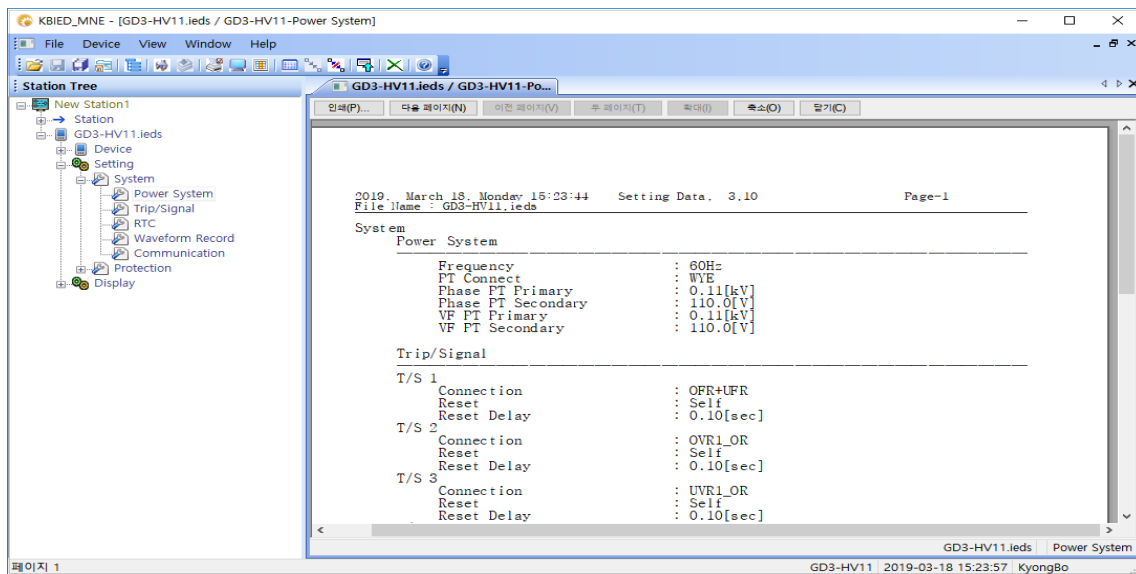 KBIED_MNE - [GD3-HV11.ieds / GD3-HV11-Power System]
File Device View Window Help
Station Tree
New Station1
Station
GD3-HV11.ieds
Device
Setting
System
Power System
Trip/Signal
RTC
Waveform Record
Communication
Protection
Display
GD3-HV11.ieds / GD3-HV11-Po...
인쇄(P)... 다음 페이지(N) 이전 페이지(V) 두 페이지(T) 확대(I) 축소(O) 닫기(C)
2019. March 18. Monday 15:23:44 Setting Data, 3,10 Page-1
File Name : GD3-HV11.ieds
System
Power System
Frequency : 60Hz
PT Connect : WYE
Phase PT Primary : 0.11[kV]
Phase PT Secondary : 110.0[V]
VF PT Primary : 0.11[kV]
VF PT Secondary : 110.0[V]
Trip/Signal
T/S 1
Connection : OFR+UFR
Reset : Self
Reset Delay : 0.10[sec]
T/S 2
Connection : OVR1_OR
Reset : Self
Reset Delay : 0.10[sec]
T/S 3
Connection : UVR1_OR
Reset : Self
Reset Delay : 0.10[sec]
GD3-HV11.ieds Power System
페이지 1 GD3-HV11 2019-03-18 15:23:57 KyongBo